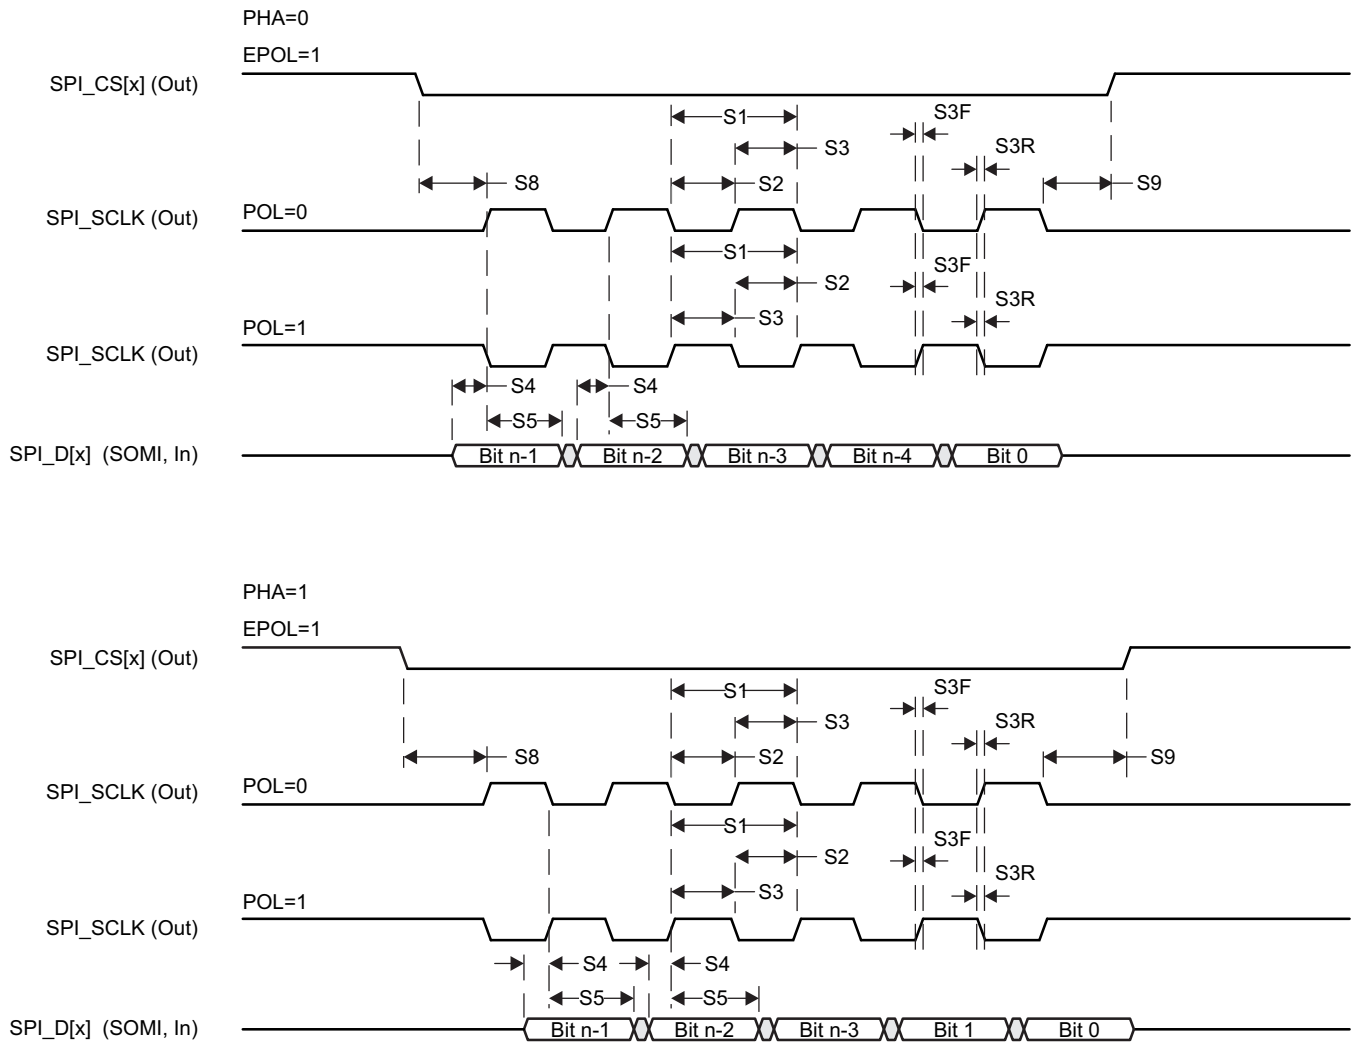 PHA=0
EPOL=1
SPI_CS[x] (Out)
S1
S3F
S3
S3R
S8
S2
S9
SPI_SCLK (Out)
POL=0
S1
S3F
S2
S3R
S3
POL=1
SPI_SCLK (Out)
S4
S4
S5
S5
SPI_D[x] (SOMI, In)
Bit n-1
Bit n-2
Bit n-3
Bit n-4
Bit 0
PHA=1
EPOL=1
SPI_CS[x] (Out)
S1
S3F
S3
S3R
S8
S2
S9
SPI_SCLK (Out)
POL=0
S1
S3F
S2
S3R
S3
POL=1
SPI_SCLK (Out)
S4
S4
S5
S5
SPI_D[x] (SOMI, In)
Bit n-1
Bit n-2
Bit n-3
Bit 1
Bit 0